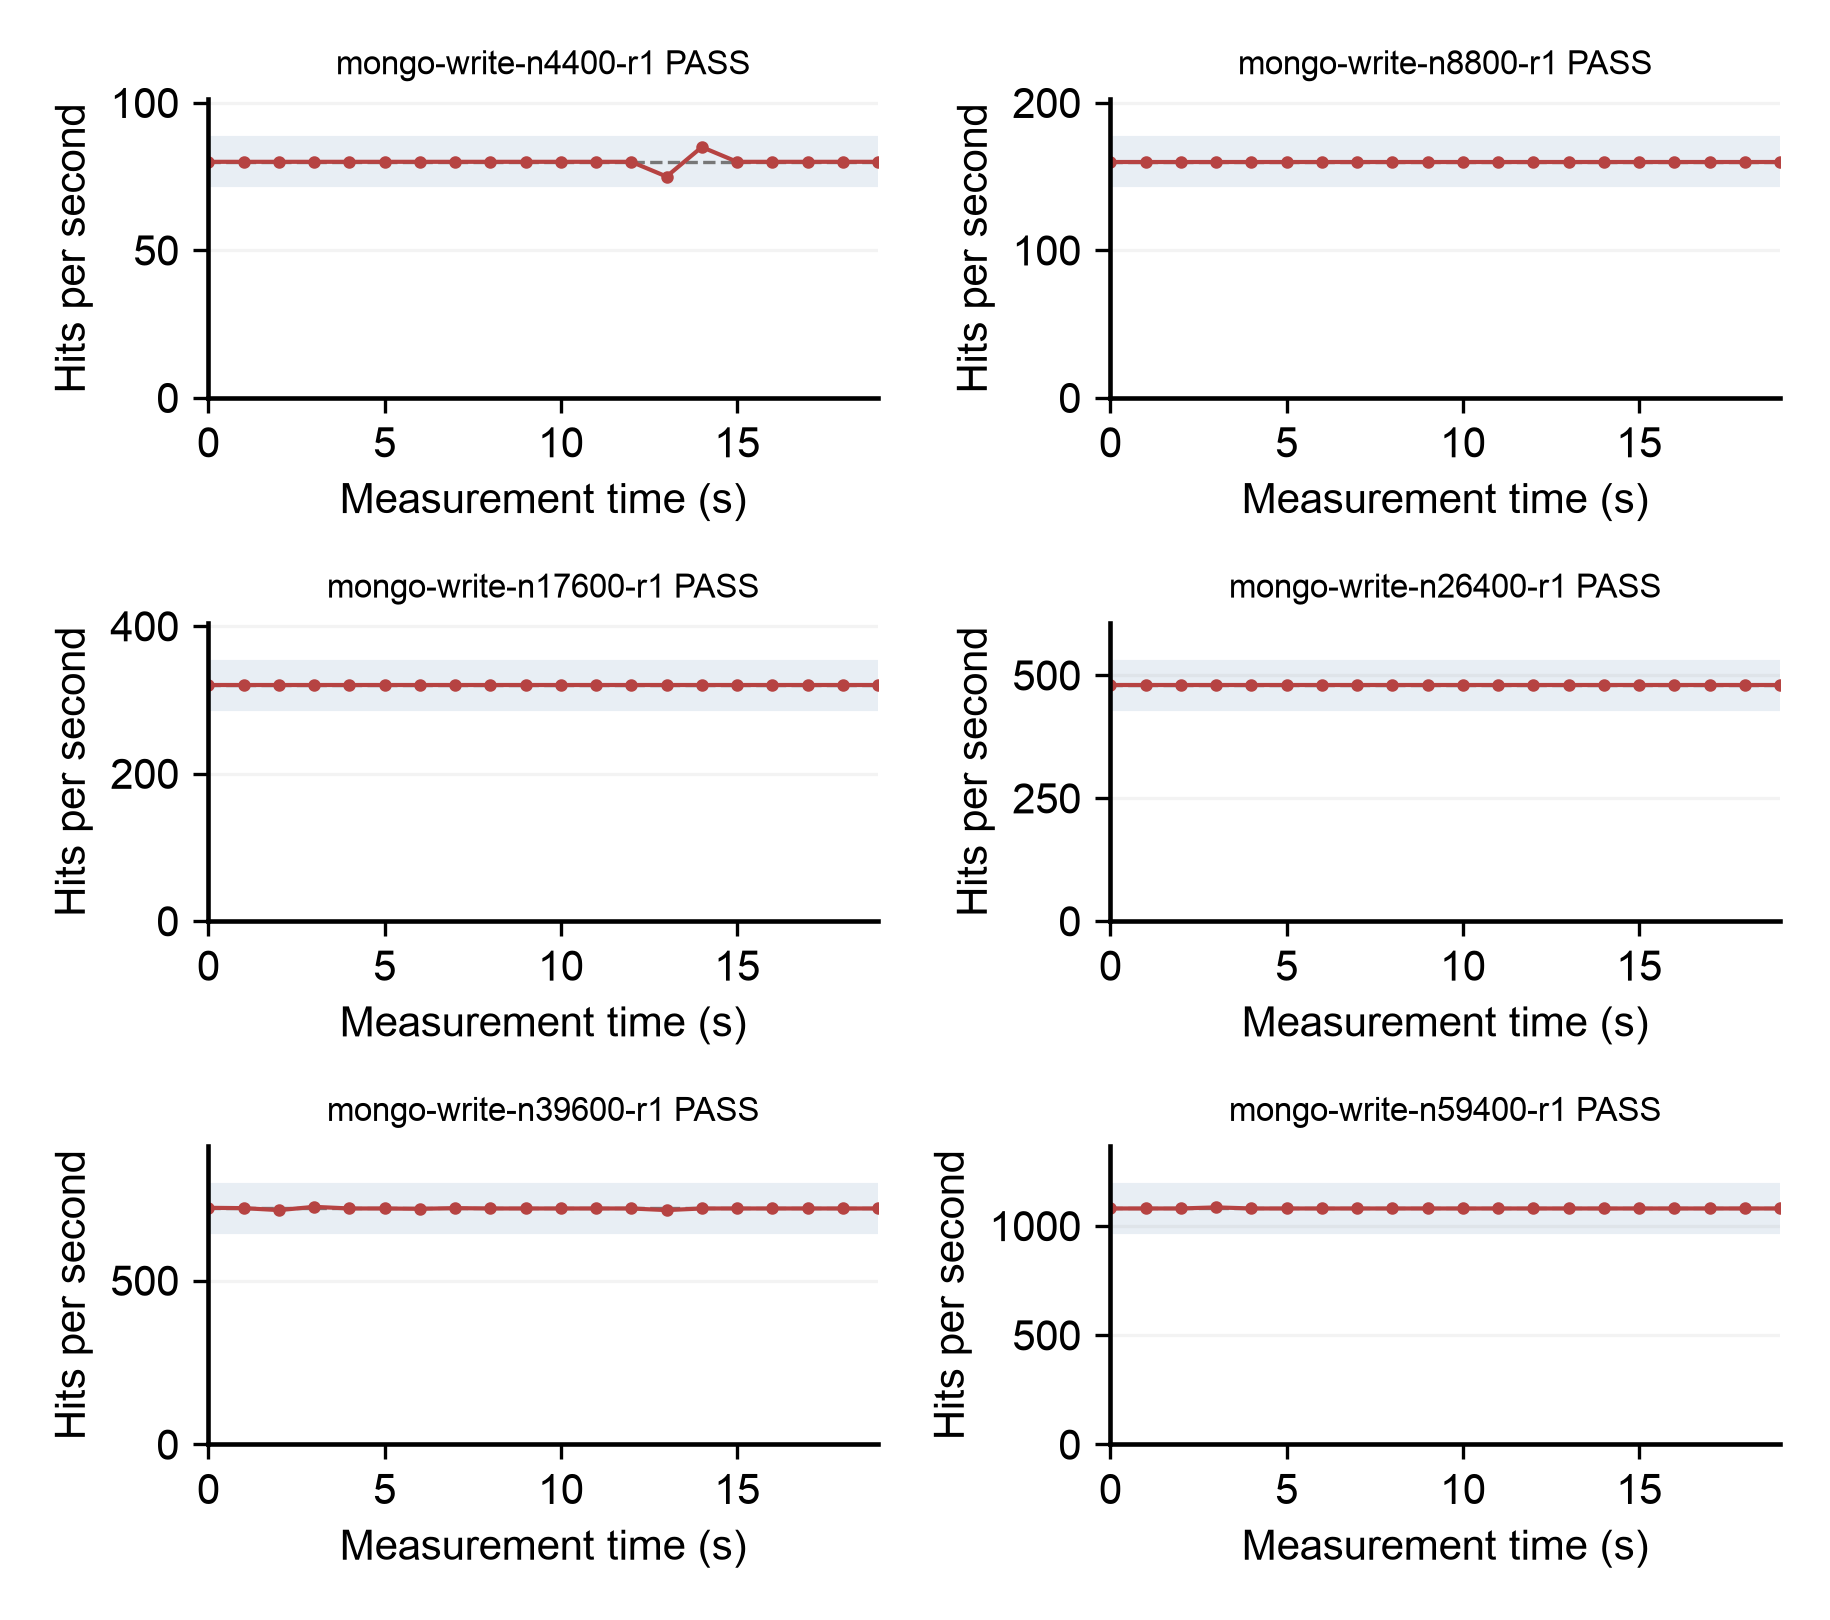 mongo-write-n4400-r1 PASS
Hits per second
100
50
0
0 5 10 15
Measurement time (s)
mongo-write-n8800-r1 PASS
Hits per second
200
100
0
0 5 10 15
Measurement time (s)
mongo-write-n17600-r1 PASS
Hits per second
400
200
0
0 5 10 15
Measurement time (s)
mongo-write-n26400-r1 PASS
Hits per second
500
250
0
0 5 10 15
Measurement time (s)
mongo-write-n39600-r1 PASS
Hits per second
500
0
0 5 10 15
Measurement time (s)
mongo-write-n59400-r1 PASS
Hits per second
1000
500
0
0 5 10 15
Measurement time (s)